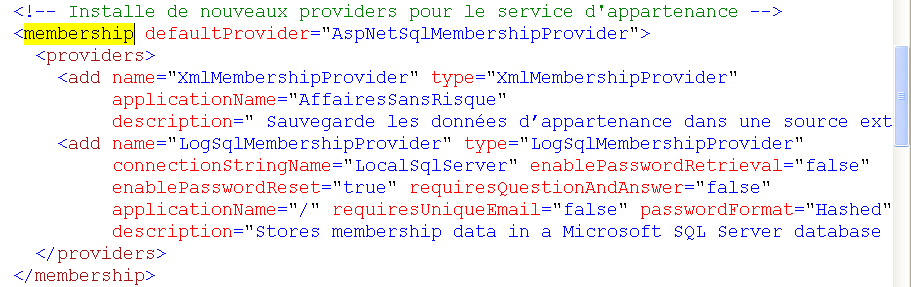 <!-- Installe de nouveaux providers pour le service d'appartenance -->
<membership defaultProvider="AspNetSqlMembershipProvider">
<providers>
<add name="XmlMembershipProvider" type="XmlMembershipProvider"
applicationName="AffairesSansRisque"
description=" Sauvegarde les données d’appartenance dans une source ext
<add name="LogSqlMembershipProvider" type="LogSqlMembershipProvider"
connectionStringName="LocalSqlServer" enablePasswordRetrieval="false"
enablePasswordReset="true" requiresQuestionAndAnswer="false"
applicationName="/" requiresUniqueEmail="false" passwordFormat="Hashed"
description="Stores membership data in a Microsoft SQL Server database
</providers>
</membership>